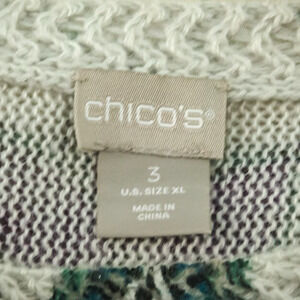 chico's®
3
U.S. SIZE XL
MADE IN
CHINA